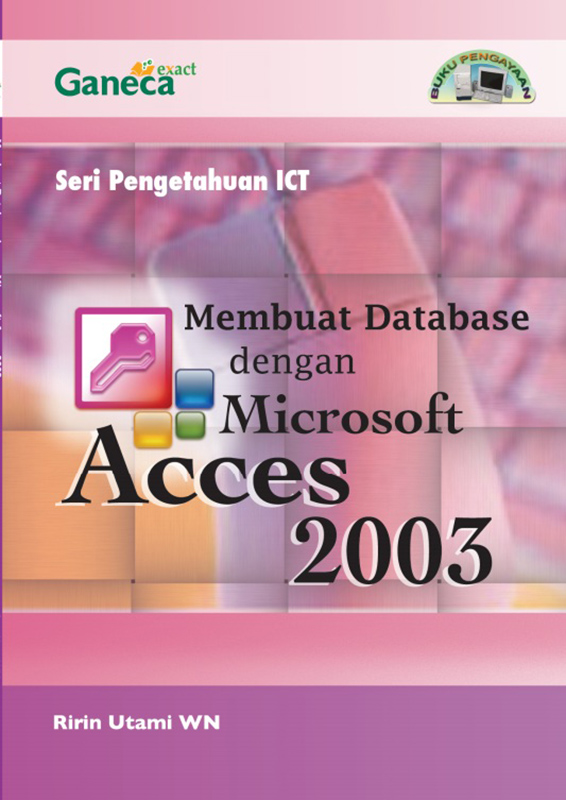 Ganeca exact
BUKU PENGAYAAN
Seri Pengetahuan ICT
Membuat Database
dengan
Microsoft
Acces
2003
Ririn Utami WN